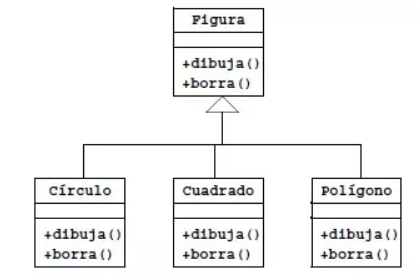 Figura
+dibuja()
+borra()
Círculo
+dibuja()
+borra()
Cuadrado
+dibuja()
+borra()
Polígono
+dibuja()
+borra()